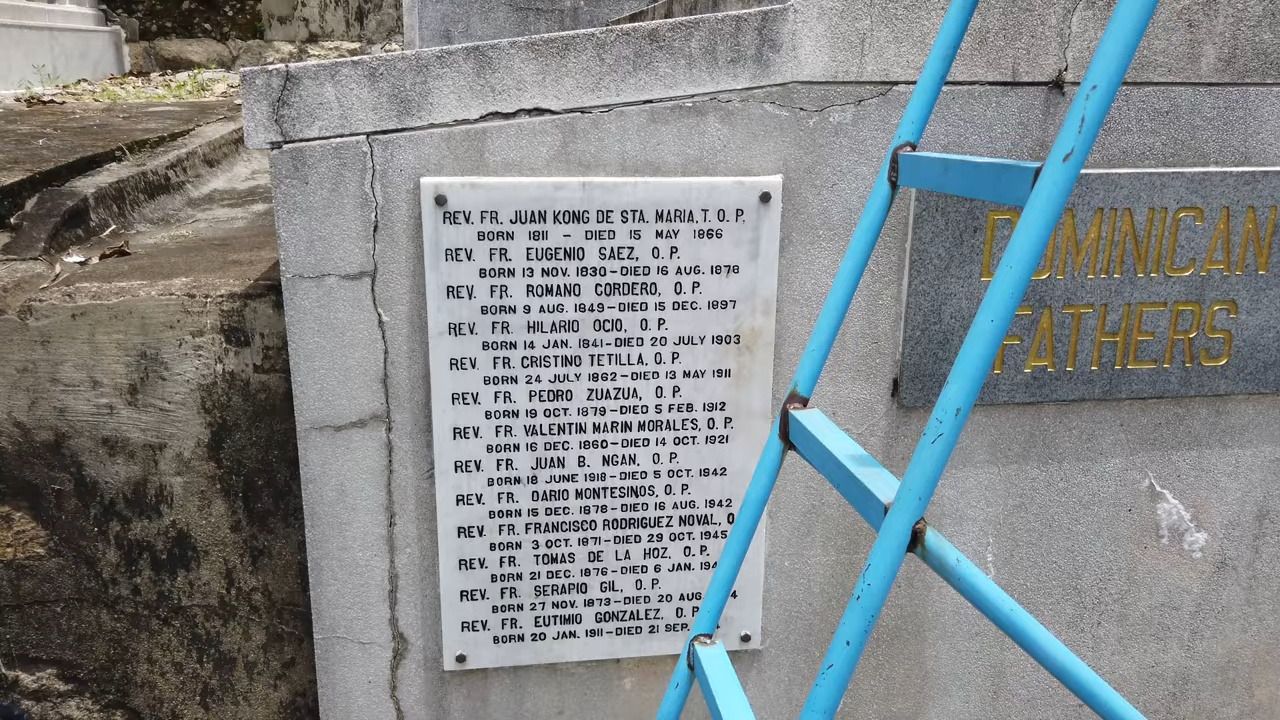 REV. FR. JUAN KONG DE STA. MARIA, T. O. P.
BORN 1811 – DIED 15 MAY 1866
REV. FR. EUGENIO SAEZ, O. P.
BORN 13 NOV. 1830–DIED 16 AUG. 1878
REV. FR. ROMANO CORDERO, O. P.
BORN 9 AUG. 1849–DIED 15 DEC. 1897
REV. FR. HILARIO OCIO, O. P.
BORN 14 JAN. 1841–DIED 20 JULY 1903
REV. FR. CRISTINO TETILLA, O. P.
BORN 24 JULY 1862–DIED 13 MAY 1911
REV. FR. PEDRO ZUAZUA, O. P.
BORN 19 OCT. 1879–DIED 5 FEB. 1912
REV. FR. VALENTIN MARIN MORALES, O. P.
BORN 16 DEC. 1860–DIED 14 OCT. 1921
REV. FR. JUAN B. NGAN, O. P.
BORN 18 JUNE 1918–DIED 5 OCT. 1942
REV. FR. DARIO MONTESINOS, O. P.
BORN 15 DEC. 1878–DIED 16 AUG. 1942
REV. FR. FRANCISCO RODRIGUEZ NOVAL, O
BORN 3 OCT. 1871–DIED 29 OCT. 1945
REV. FR. TOMAS DE LA HOZ, O. P.
BORN 21 DEC. 1876–DIED 6 JAN.
REV. FR. SERAPIO GIL, O. P.
BORN 27 NOV. 1873–DIED 20 AUG.
REV. FR. EUTIMIO GONZALEZ, O. P
BORN 20 JAN. 1911–DIED 21 SEP.
DOMINICAN
FATHERS